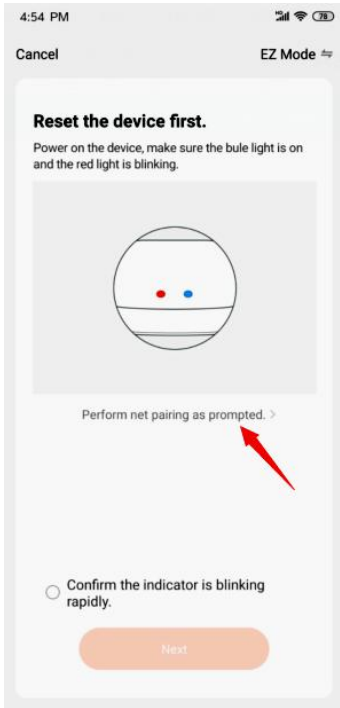 4:54 PM
78
Cancel
EZ Mode
Reset the device first.
Power on the device, make sure the bule light is on
and the red light is blinking.
Perform net pairing as prompted. >
Confirm the indicator is blinking
rapidly.
Next